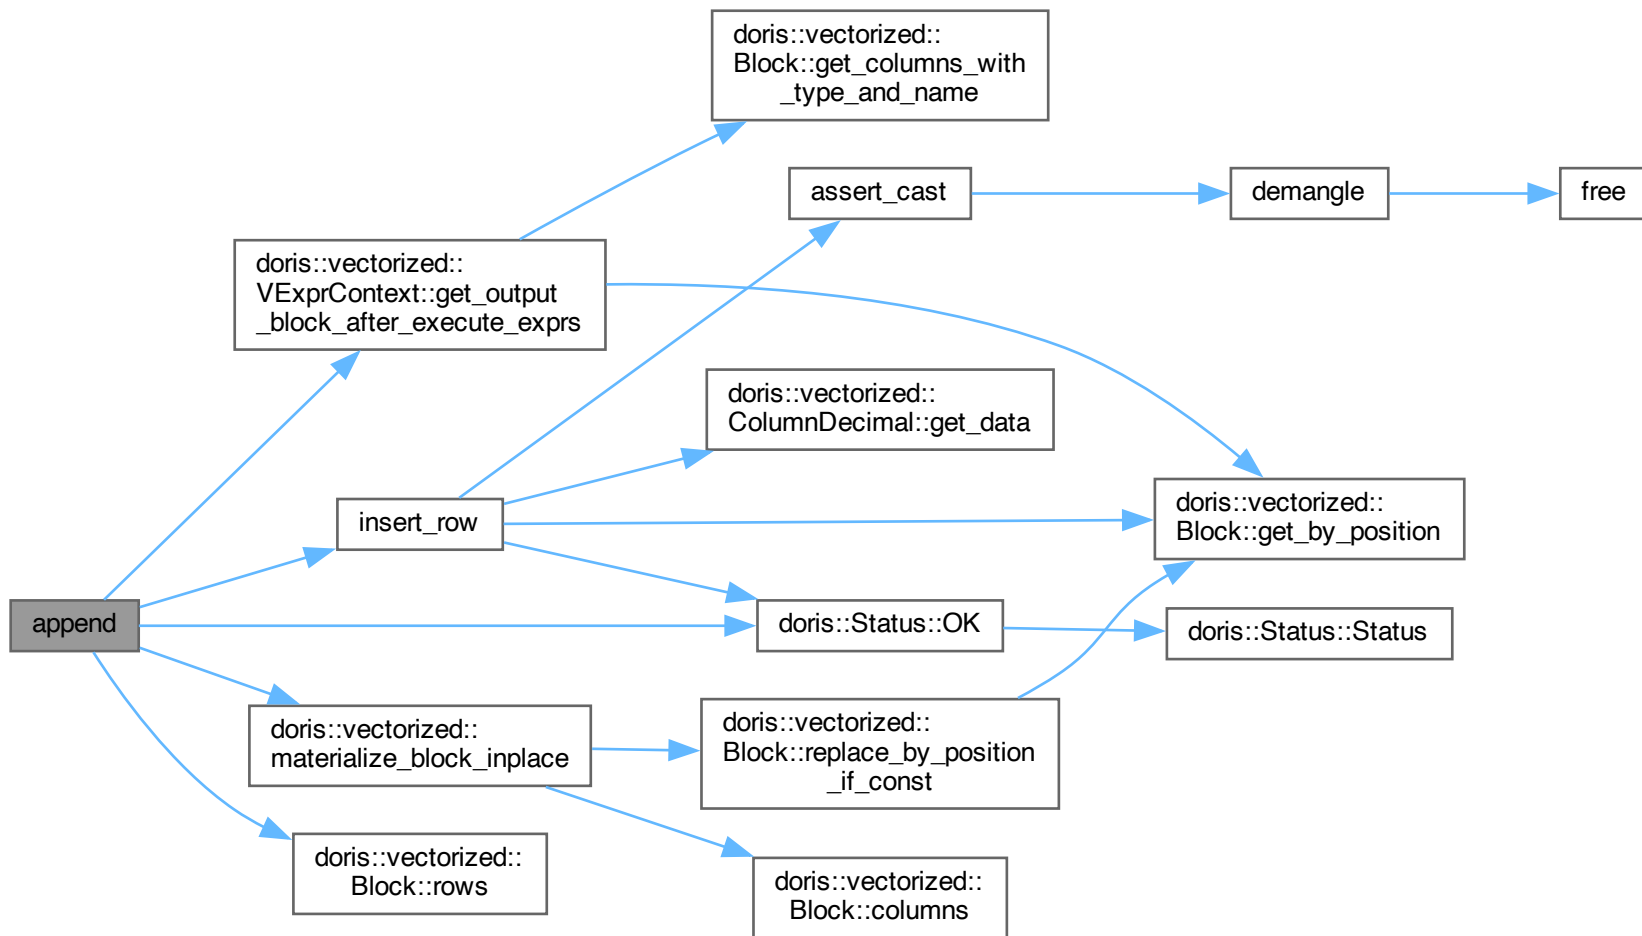 doris::vectorized::
Block::get_columns_with
_type_and_name
assert_cast
demangle
free
doris::vectorized::
VExprContext::get_output
_block_after_execute_exprs
doris::vectorized::
ColumnDecimal::get_data
insert_row
doris::vectorized::
Block::get_by_position
append
doris::Status::OK
doris::Status::Status
doris::vectorized::
materialize_block_inplace
doris::vectorized::
Block::replace_by_position
_if_const
doris::vectorized::
Block::rows
doris::vectorized::
Block::columns